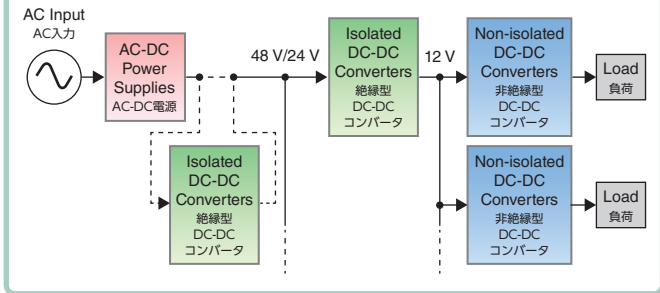 AC Input
AC入力
AC-DC
Power
Supplies
AC-DC電源
48 V/24 V
Isolated
DC-DC
Converters
絶縁型
DC-DC
コンバータ
12 V
Non-isolated
DC-DC
Converters
非絶縁型
DC-DC
コンバータ
Load
負荷
Isolated
DC-DC
Converters
絶縁型
DC-DC
コンバータ
Non-isolated
DC-DC
Converters
非絶縁型
DC-DC
コンバータ
Load
負荷